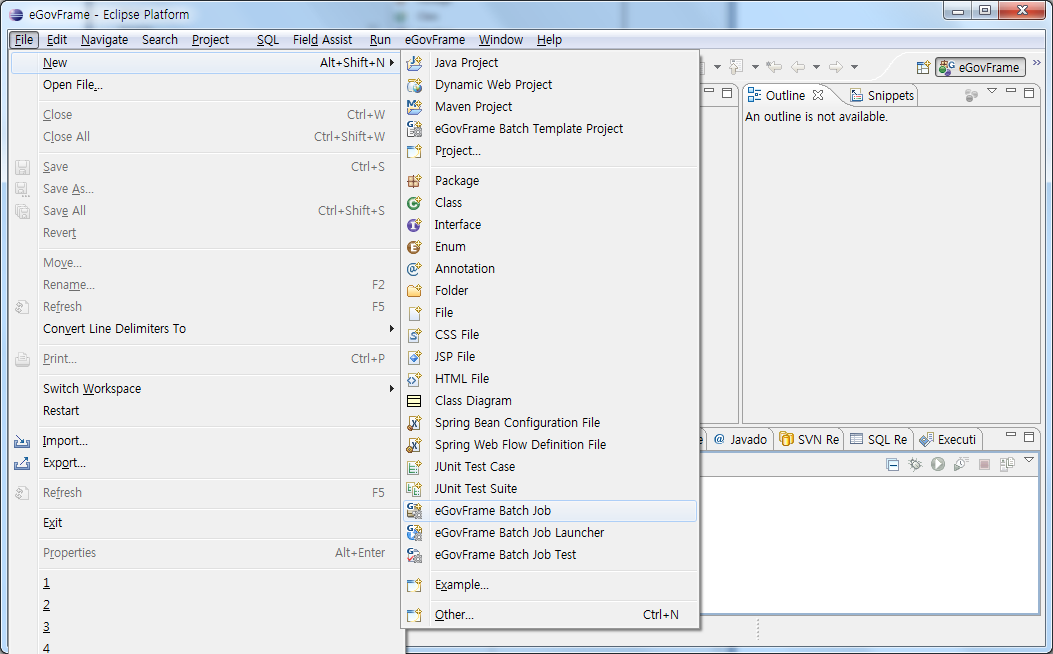 eGovFrame - Eclipse Platform
File Edit Navigate Search Project SQL Field Assist Run eGovFrame Window Help
New Alt+Shift+N
Open File...
Close Ctrl+W
Close All Ctrl+Shift+W
Save Ctrl+S
Save As...
Save All Ctrl+Shift+S
Revert
Move...
Rename... F2
Refresh F5
Convert Line Delimiters To
Print... Ctrl+P
Switch Workspace
Restart
Import...
Export...
Refresh F5
Exit
Properties Alt+Enter
1
2
3
4
Java Project
Dynamic Web Project
Maven Project
eGovFrame Batch Template Project
Project...
Package
Class
Interface
Enum
Annotation
Folder
File
CSS File
JSP File
HTML File
Class Diagram
Spring Bean Configuration File
Spring Web Flow Definition File
JUnit Test Case
JUnit Test Suite
eGovFrame Batch Job
eGovFrame Batch Job Launcher
eGovFrame Batch Job Test
Example...
Other... Ctrl+N
eGovFrame
Outline Snippets
An outline is not available.
@ Javado SVN Re SQL Re Executi